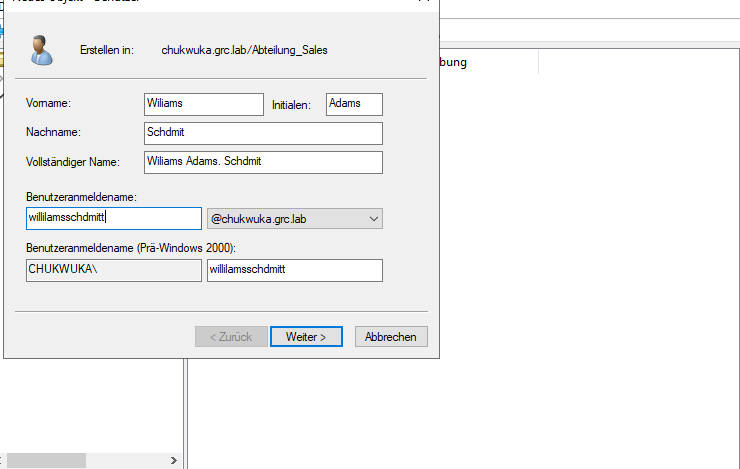 Erstellen in: chukwuka.grc.lab/Abteilung_Sales
bung
Vorname: Wiliams Initialen: Adams
Nachname: Schdmit
Vollständiger Name: Wiliams Adams. Schdmit
Benutzeranmeldename:
willilamsschdmitt @chukwuka.grc.lab
Benutzeranmeldename (Prä-Windows 2000):
CHUKWUKA\ willilamsschdmitt
< Zurück Weiter > Abbrechen